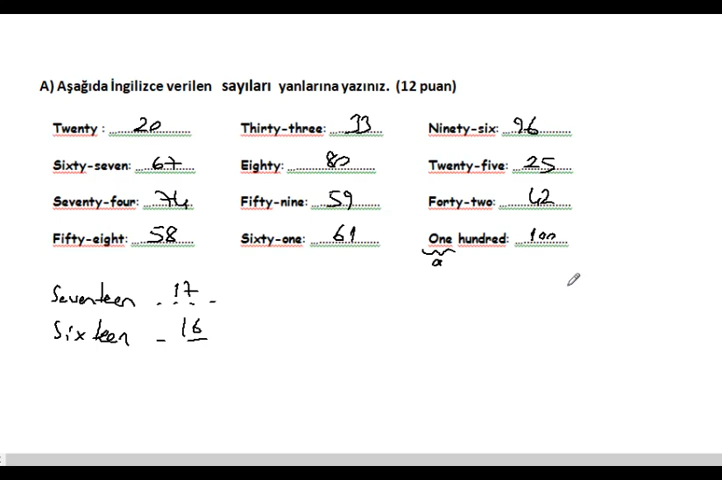 A) Aşağıda İngilizce verilen sayıları yanlarına yazınız. (12 puan)
Twenty : 20 Thirty-three: 33 Ninety-six: 96
Sixty-seven: 67 Eighty: 80 Twenty-five: 25
Seventy-four: 74 Fifty-nine: 59 Forty-two: 42
Fifty-eight: 58 Sixty-one: 61 One hundred: 100
a
Seventeen 17
Sixteen 16